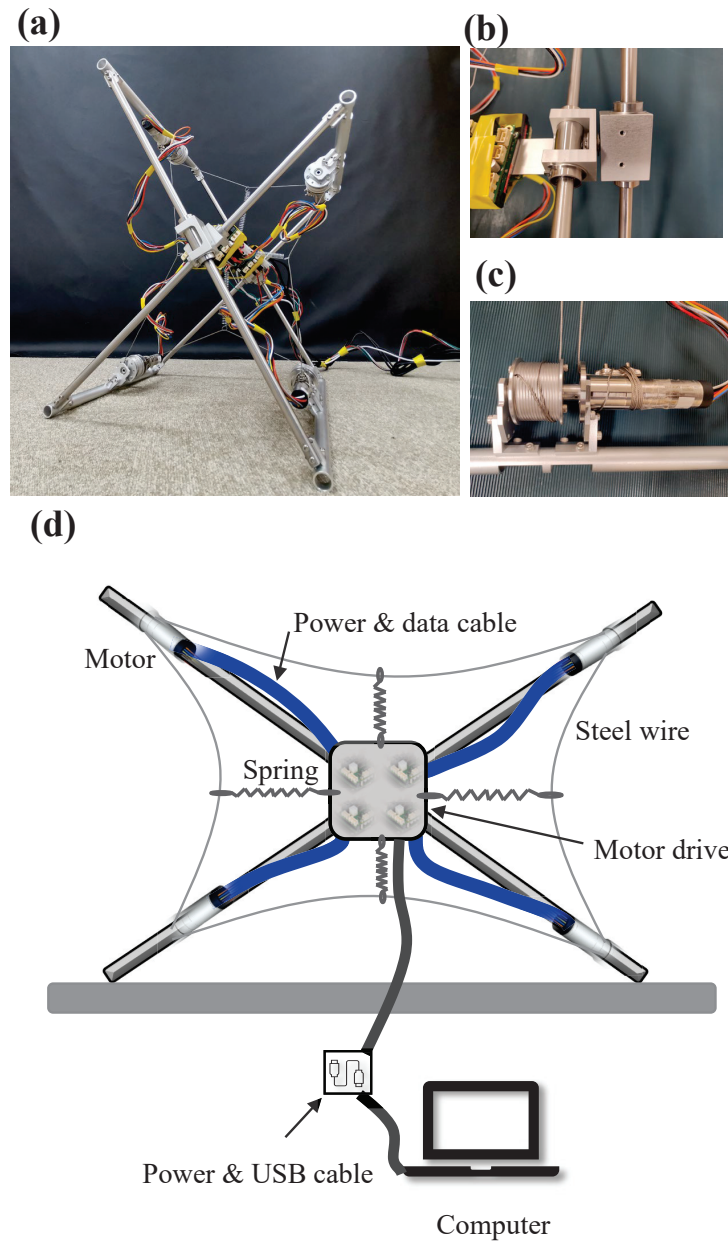 (a)
(b)
(c)
(d)
Power & data cable
Motor
Steel wire
Spring
Motor drive
Power & USB cable
Computer